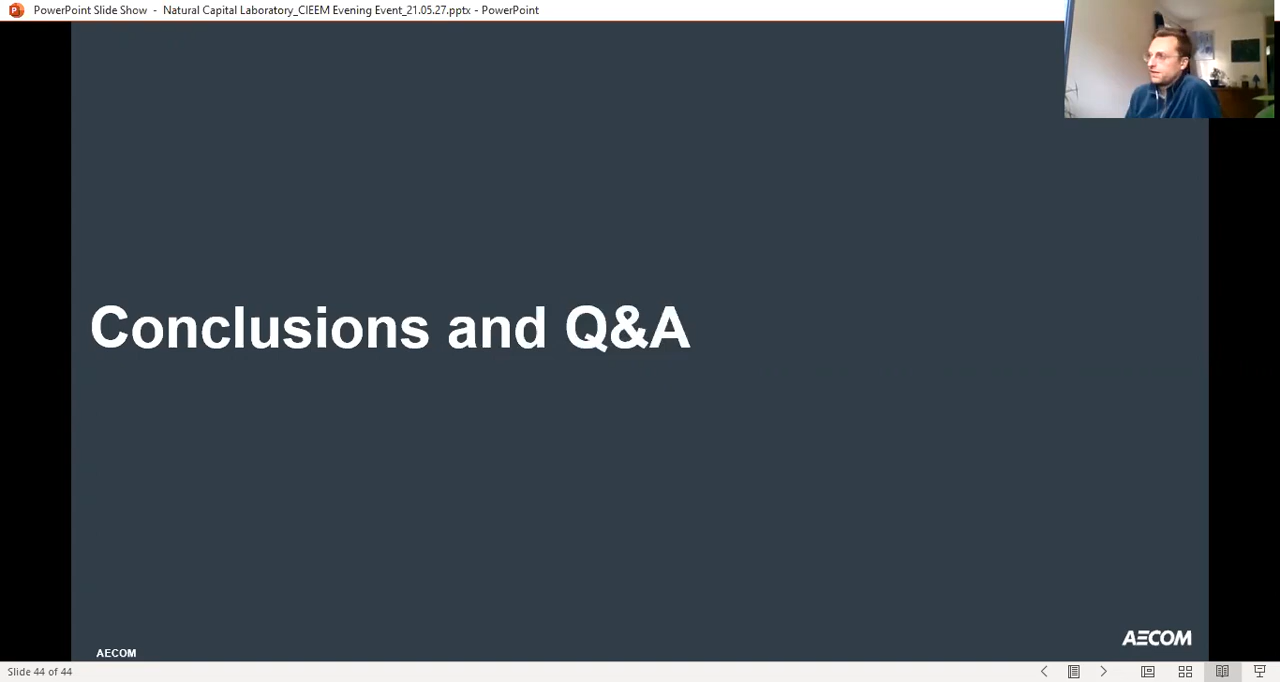 PowerPoint Slide Show - Natural Capital Laboratory_CIEEM Evening Event_21.05.27.pptx - PowerPoint
Conclusions and Q&A
AECOM
AECOM
Slide 44 of 44